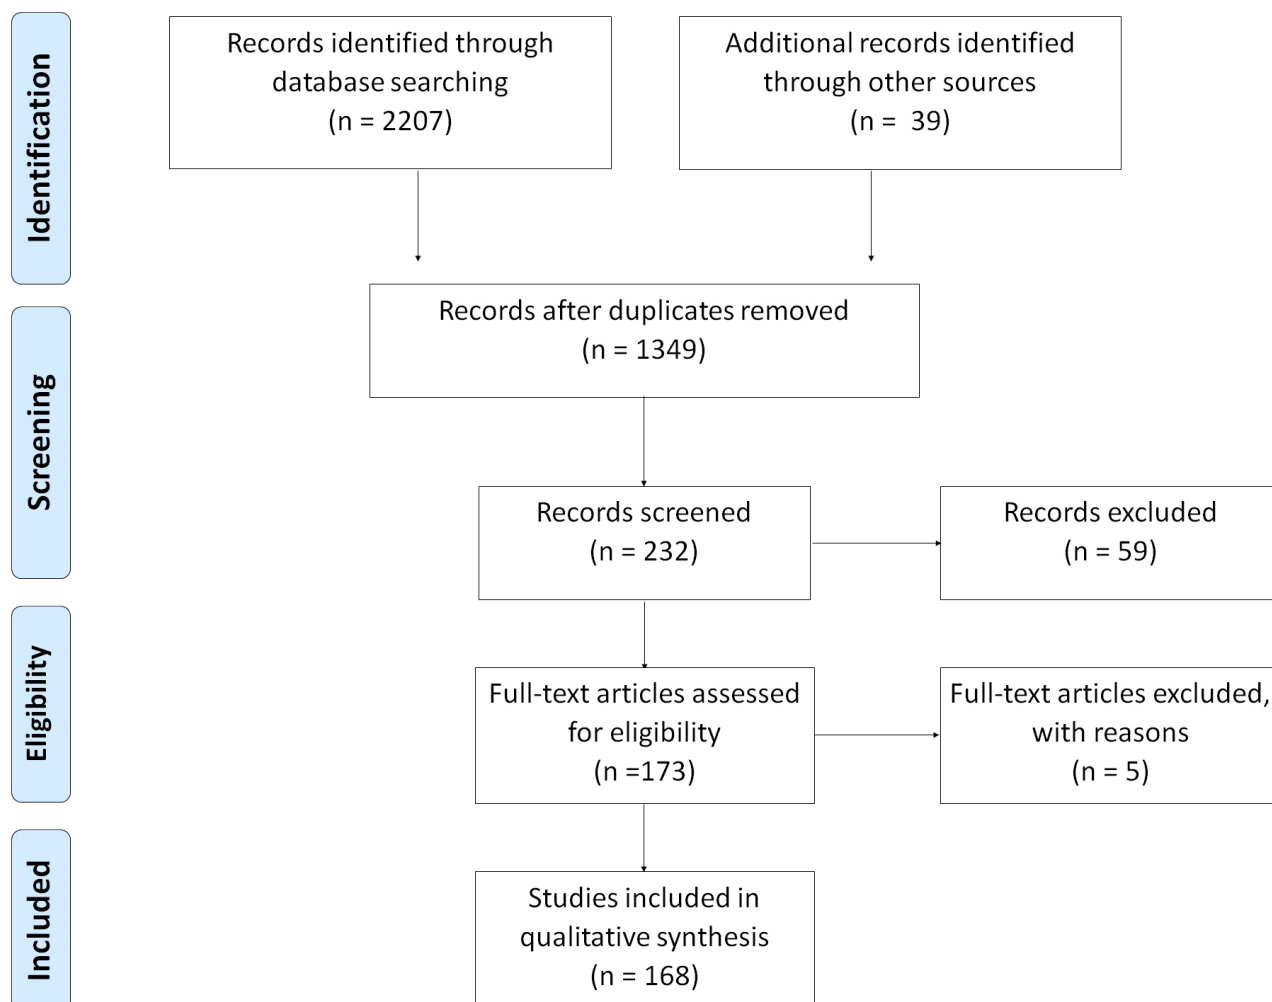 Identification
Records identified through
database searching
(n = 2207)
Additional records identified
through other sources
(n =  39)
Records after duplicates removed
(n = 1349)
Screening
Records screened
(n = 232)
Records excluded
(n = 59)
Eligibility
Full-text articles assessed
for eligibility
(n =173)
Full-text articles excluded,
with reasons
(n = 5)
Included
Studies included in
qualitative synthesis
(n = 168)